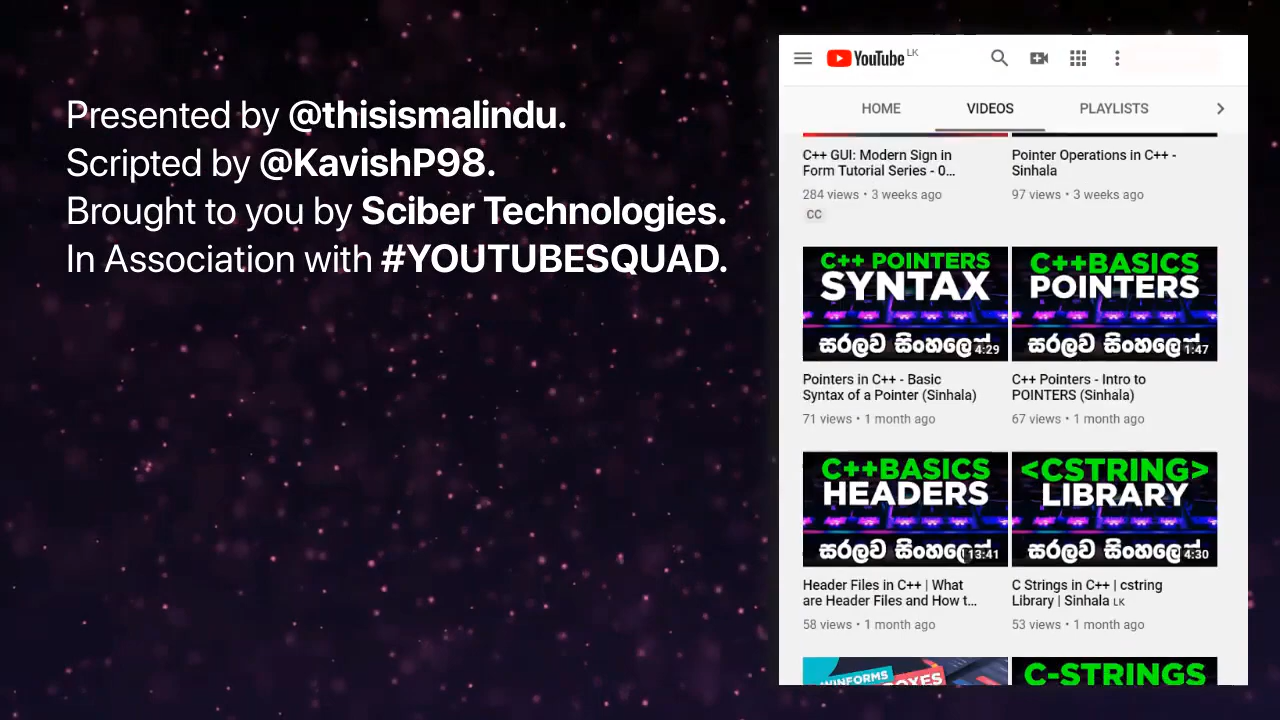 Presented by @thisismalindu.
Scripted by @KavishP98.
Brought to you by Sciber Technologies.
In Association with #YOUTUBESQUAD.
YouTube LK
HOME VIDEOS PLAYLISTS
C++ GUI: Modern Sign in
Form Tutorial Series - 0...
284 views • 3 weeks ago
CC
Pointer Operations in C++ -
Sinhala
97 views • 3 weeks ago
C++ POINTERS
SYNTAX
සරලව සිංහලෙන්
4:29
Pointers in C++ - Basic
Syntax of a Pointer (Sinhala)
71 views • 1 month ago
C++BASICS
POINTERS
සරලව සිංහලෙන්
1:47
C++ Pointers - Intro to
POINTERS (Sinhala)
67 views • 1 month ago
C++BASICS
HEADERS
සරලව සිංහලෙන්
13:41
Header Files in C++ | What
are Header Files and How t...
58 views • 1 month ago
<CSTRING>
LIBRARY
සරලව සිංහලෙන්
4:30
C Strings in C++ | cstring
Library | Sinhala LK
53 views • 1 month ago
WINFORMS
C-STRINGS